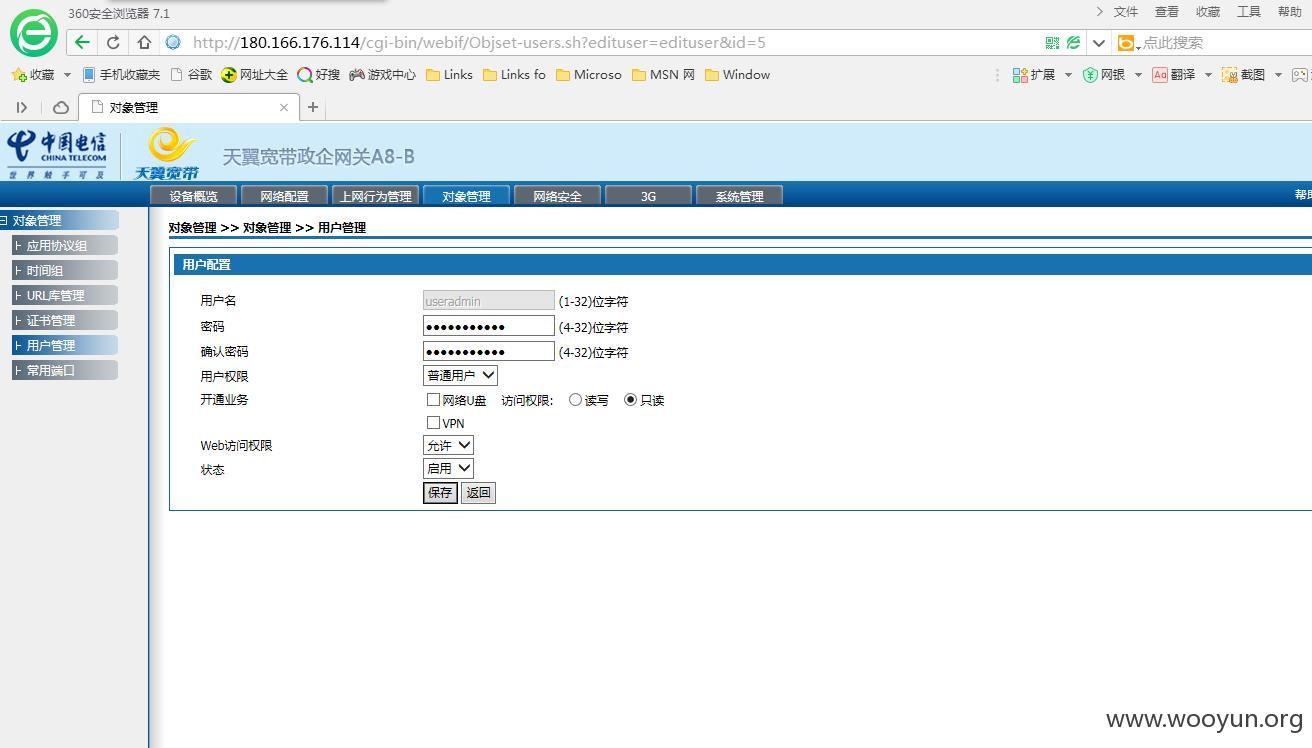 360安全浏览器 7.1
文件 查看 收藏 工具 帮助
http://180.166.176.114/cgi-bin/webif/Objset-users.sh?edituser=edituser&id=5
点此搜索
收藏 手机收藏夹 谷歌 网址大全 好搜 游戏中心 Links Links fo Microso MSN 网 Window 扩展 网银 Aa 翻译 截图
对象管理
中国电信
CHINA TELECOM
世界触手可及
天翼宽带
天翼宽带政企网关A8-B
设备概览 网络配置 上网行为管理 对象管理 网络安全 3G 系统管理
对象管理
应用协议组
时间组
URL库管理
证书管理
用户管理
常用端口
对象管理 >> 对象管理 >> 用户管理
用户配置
用户名 useradmin (1-32)位字符
密码 ●●●●●●●●●●● (4-32)位字符
确认密码 ●●●●●●●●●●● (4-32)位字符
用户权限 普通用户
开通业务 网络U盘 访问权限: 读写 只读
VPN
Web访问权限 允许
状态 启用
保存 返回
www.wooyun.org